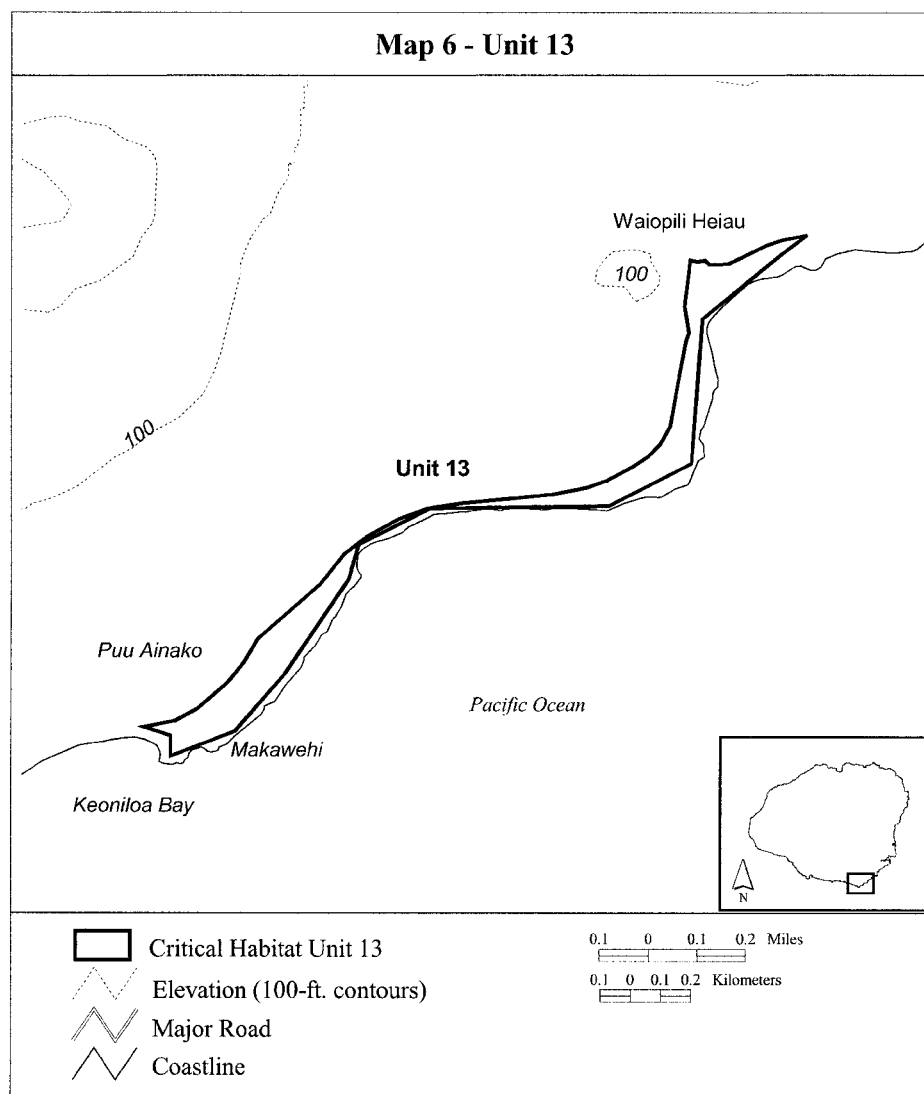 Map 6 - Unit 13
Waiopili Heiau
100
100
Unit 13
Puu Ainako
Pacific Ocean
Makawehi
Keoniloa Bay
N
Critical Habitat Unit 13
Elevation (100-ft. contours)
Major Road
Coastline
0.1 0 0.1 0.2 Miles
0.1 0 0.1 0.2 Kilometers